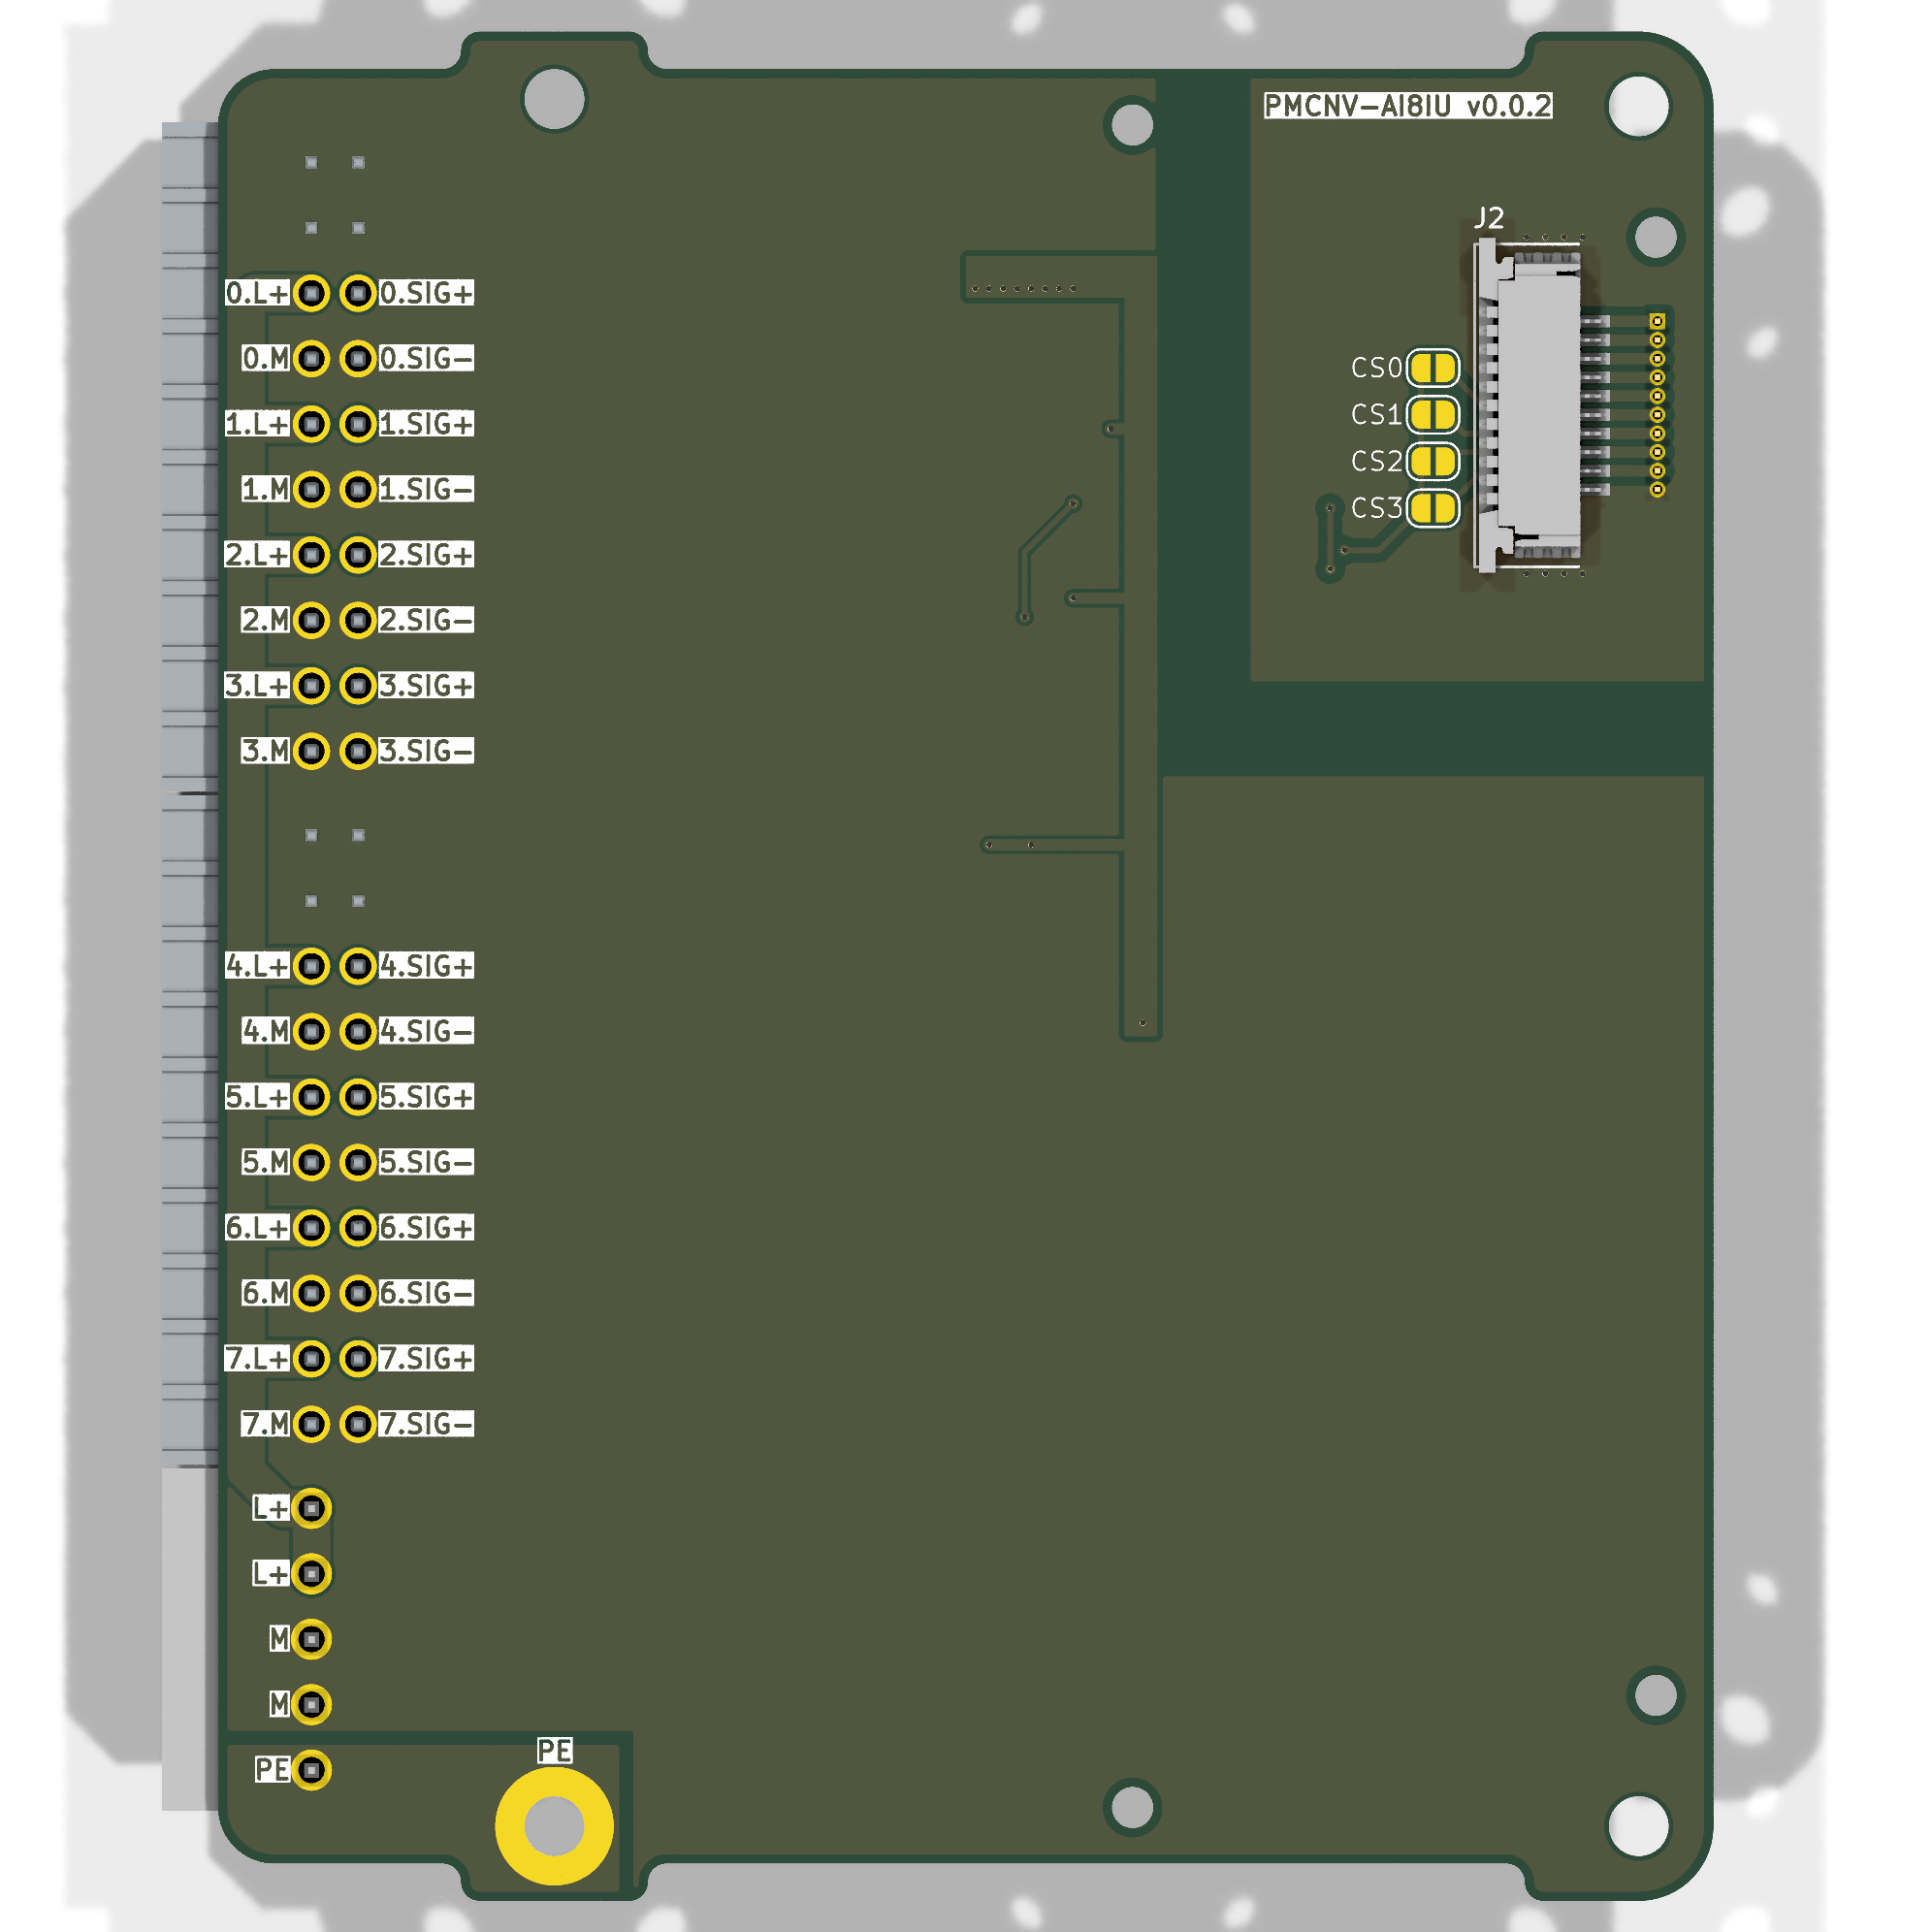 PMCNV-AI8IU v0.0.2
J2
0.L+ 0.SIG+
0.M 0.SIG-
CS0
CS1
1.L+ 1.SIG+
CS2
1.M 1.SIG-
CS3
2.L+ 2.SIG+
2.M 2.SIG-
3.L+ 3.SIG+
3.M 3.SIG-
4.L+ 4.SIG+
4.M 4.SIG-
5.L+ 5.SIG+
5.M 5.SIG-
6.L+ 6.SIG+
6.M 6.SIG-
7.L+ 7.SIG+
7.M 7.SIG-
L+
L+
M
M
PE
PE